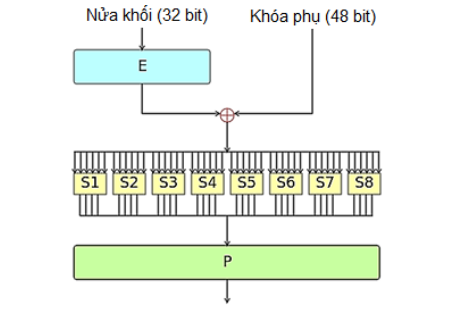 Nửa khối (32 bit)
Khóa phụ (48 bit)
E
S1 S2 S3 S4 S5 S6 S7 S8
P